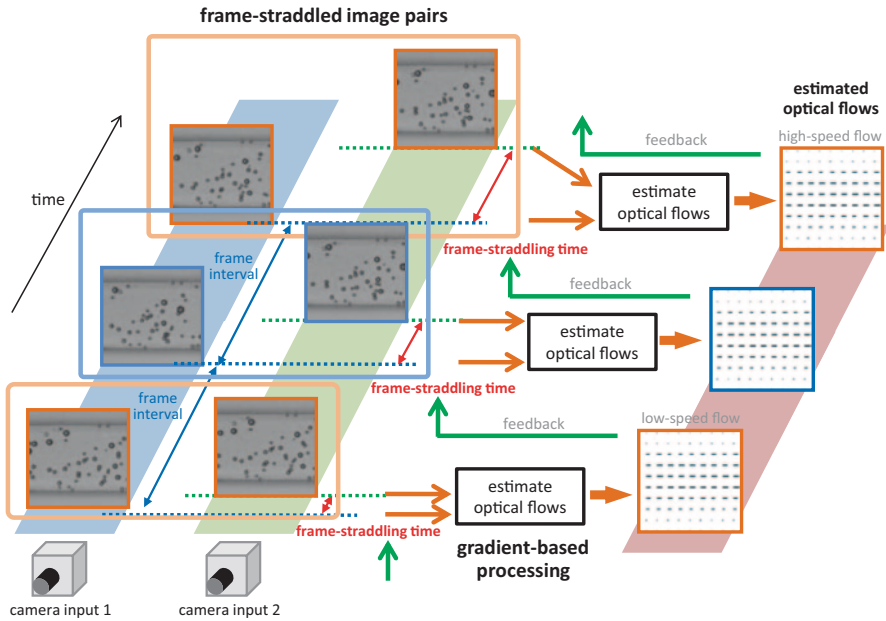 frame-straddled image pairs
estimated
optical flows
high-speed flow
feedback
time
estimate
optical flows
frame-straddling time
frame
interval
feedback
estimate
optical flows
frame-straddling time
frame
interval
feedback
low-speed flow
estimate
optical flows
frame-straddling time
gradient-based
processing
camera input 1
camera input 2